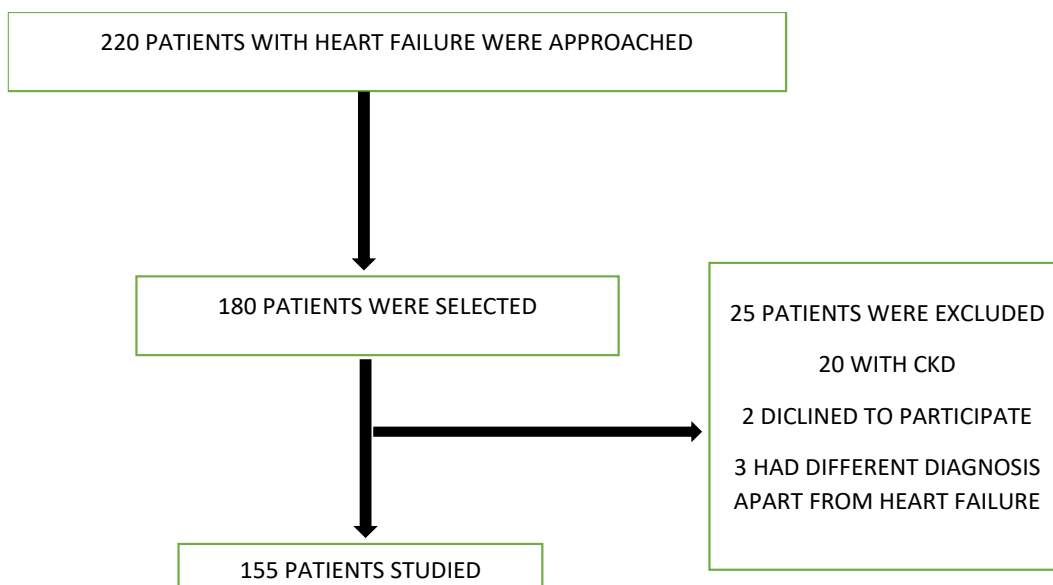 220 PATIENTS WITH HEART FAILURE WERE APPROACHED
180 PATIENTS WERE SELECTED
25 PATIENTS WERE EXCLUDED
20 WITH CKD
2 DICLINED TO PARTICIPATE
3 HAD DIFFERENT DIAGNOSIS
APART FROM HEART FAILURE
155 PATIENTS STUDIED